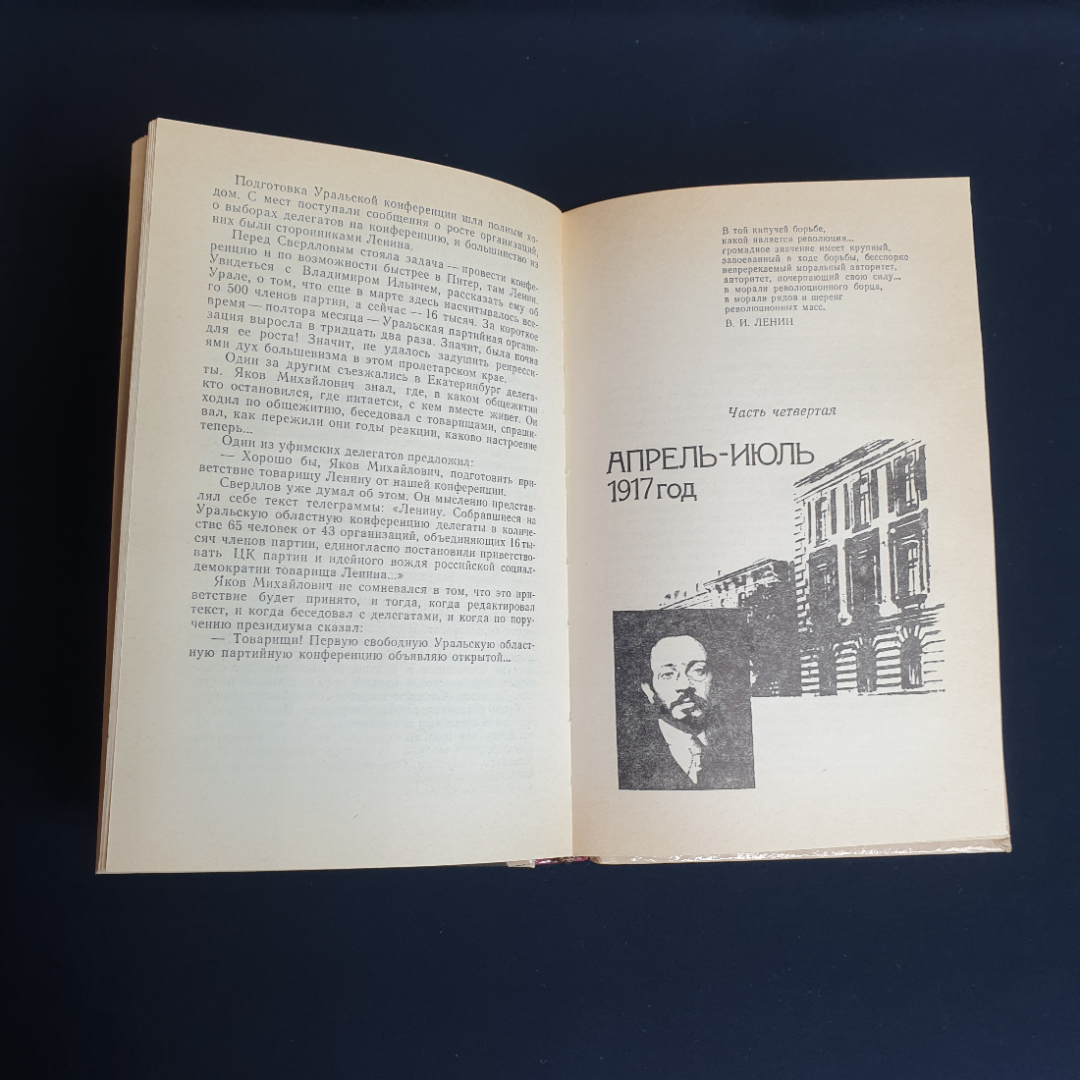 Подготовка Уральской конференции шла полным хо-
дом. С мест поступали сообщения о росте организаций,
о выборах делегатов на конференцию, и большинство из
них были сторонниками Ленина.
Перед Свердловым стояла задача — провести конфе-
ренцию и по возможности быстрее в Питер, там Ленин.
Увидеться с Владимиром Ильичем, рассказать ему об
Урале, о том, что еще в марте здесь насчитывалось все-
го 500 членов партии, а сейчас — 16 тысяч. За короткое
время — полтора месяца — Уральская партийная органи-
зация выросла в тридцать два раза. Значит, была почва
для ее роста! Значит, не удалось задушить репресси-
ями дух большевизма в этом пролетарском крае.
Один за другим съезжались в Екатеринбург делега-
ты. Яков Михайлович знал, где, в каком общежитии
кто остановился, где питается, с кем вместе живет. Он
ходил по общежитию, беседовал с товарищами, спраши-
вал, как пережили они годы реакции, каково настроение
теперь...
Один из уфимских делегатов предложил:
— Хорошо бы, Яков Михайлович, подготовить при-
ветствие товарищу Ленину от нашей конференции.
Свердлов уже думал об этом. Он мысленно представ-
лял себе текст телеграммы: «Ленину. Собравшиеся на
Уральскую областную конференцию делегаты в количе-
стве 65 человек от 43 организаций, объединяющих 16 ты-
сяч членов партии, единогласно постановили приветство-
вать ЦК партии и идейного вождя российской социал-
демократии товарища Ленина...»
Яков Михайлович не сомневался в том, что это при-
ветствие будет принято, и тогда, когда редактировал
текст, и когда беседовал с делегатами, и когда по пору-
чению президиума сказал:
— Товарищи! Первую свободную Уральскую област-
ную партийную конференцию объявляю открытой...
В той кипучей борьбе,
какой является революция...
громадное значение имеет крупный,
завоеванный в ходе борьбы, бесспорно
непререкаемый моральный авторитет,
авторитет, почерпающий свою силу...
в морали революционного борца,
в морали рядов и шеренг
революционных масс.
В. И. ЛЕНИН
Часть четвертая
АПРЕЛЬ-ИЮЛЬ
1917 год